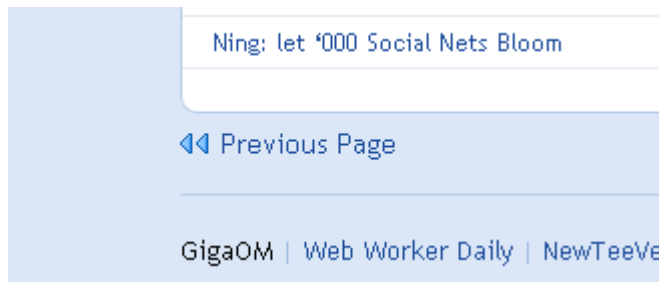 Ning: let ‘000 Social Nets Bloom
Previous Page
GigaOM | Web Worker Daily |